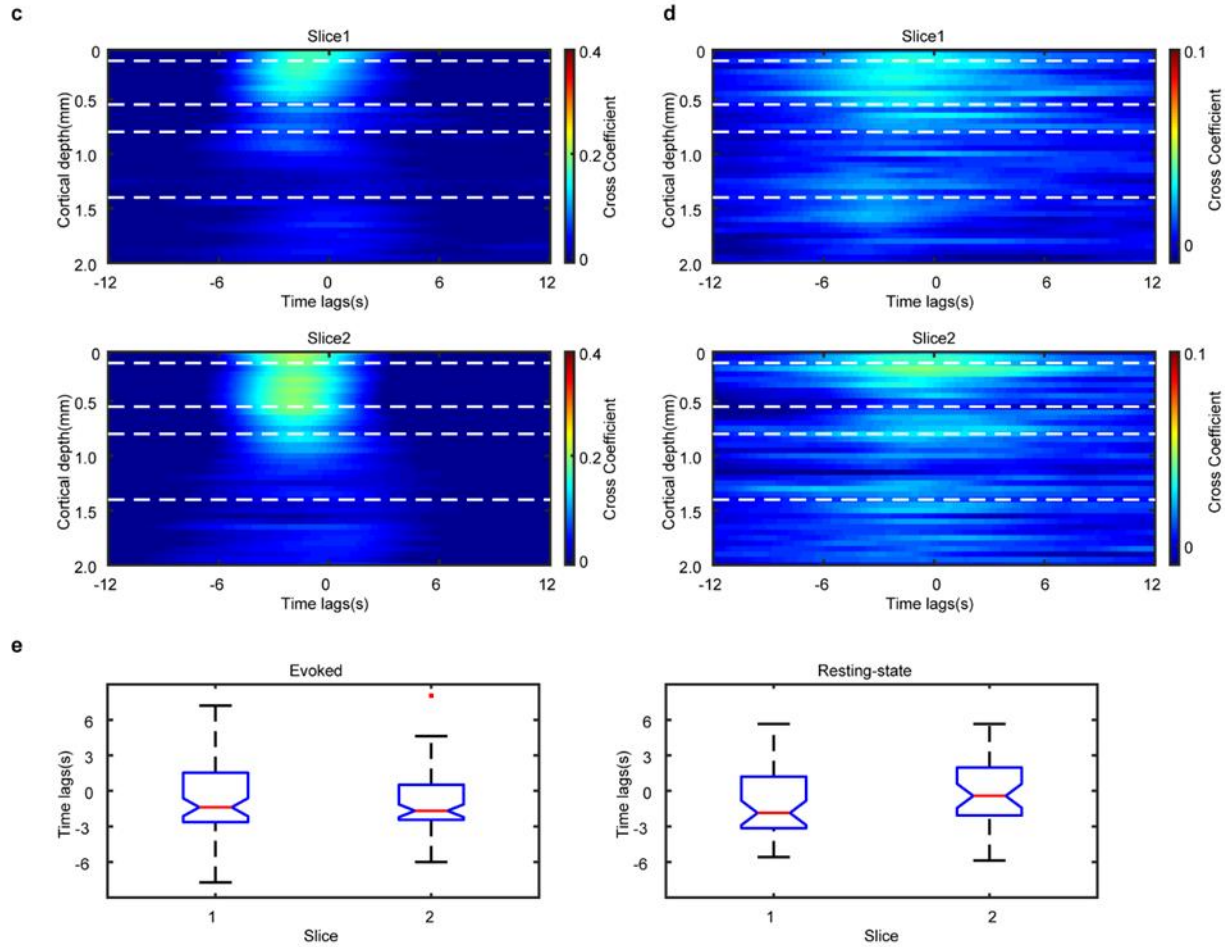 c
Slice1
0
0.5
1.0
1.5
2.0
Cortical depth(mm)
-12
-6
0
6
12
Time lags(s)
0.4
0.2
0
Cross Coefficient
d
Slice1
0
0.5
1.0
1.5
2.0
Cortical depth(mm)
-12
-6
0
6
12
Time lags(s)
0.1
0
Cross Coefficient
Slice2
0
0.5
1.0
1.5
2.0
Cortical depth(mm)
-12
-6
0
6
12
Time lags(s)
0.4
0.2
0
Cross Coefficient
Slice2
0
0.5
1.0
1.5
2.0
Cortical depth(mm)
-12
-6
0
6
12
Time lags(s)
0.1
0
Cross Coefficient
e
Evoked
6
3
0
-3
-6
Time lags(s)
1
2
Slice
Resting-state
6
3
0
-3
-6
Time lags(s)
1
2
Slice